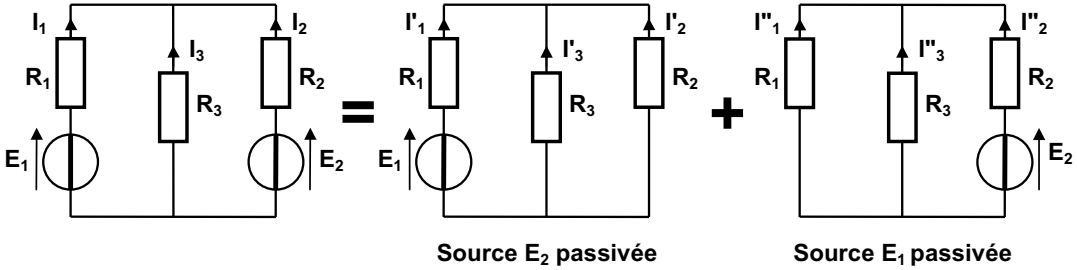 I₁ I₂ I'₁ I'₂ I"₁ I"₂
I₃ I'₃ I"₃
R₁ R₂ R₁ R₂ R₁ R₂
R₃ = R₃ + R₃
E₁ E₂ E₁ E₂
Source E₂ passivée Source E₁ passivée